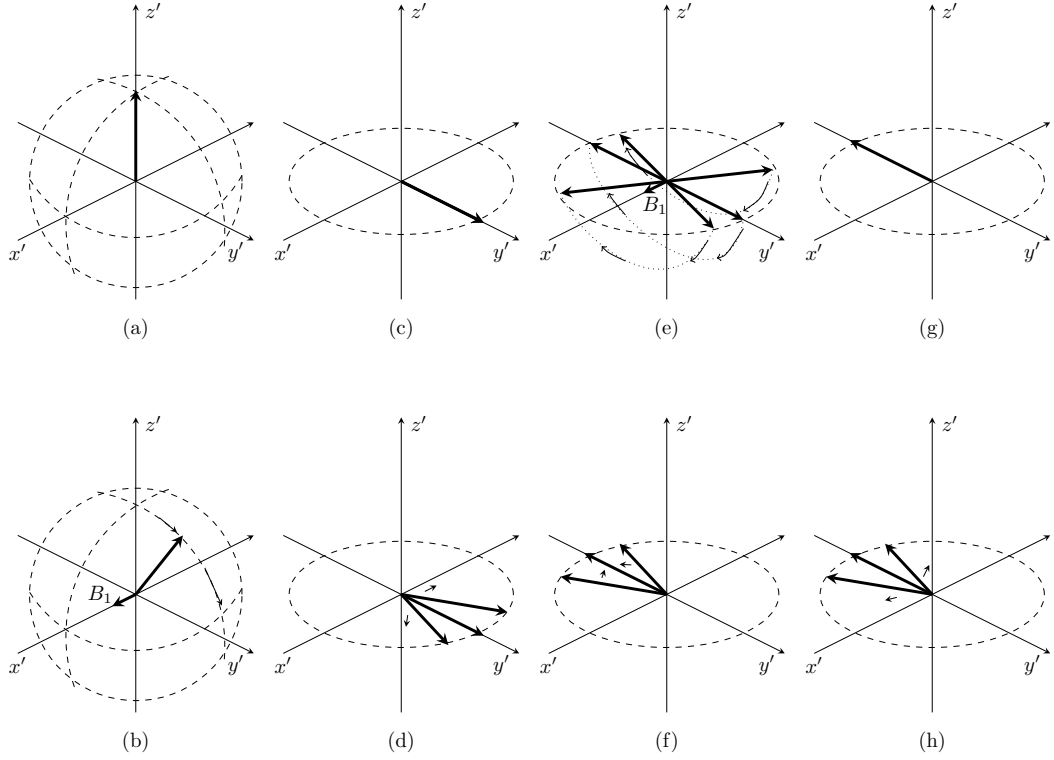 z′ z′ z′ z′
B₁
x′ y′ x′ y′ x′ y′ x′ y′
(a) (c) (e) (g)
z′ z′ z′ z′
B₁
x′ y′ x′ y′ x′ y′ x′ y′
(b) (d) (f) (h)